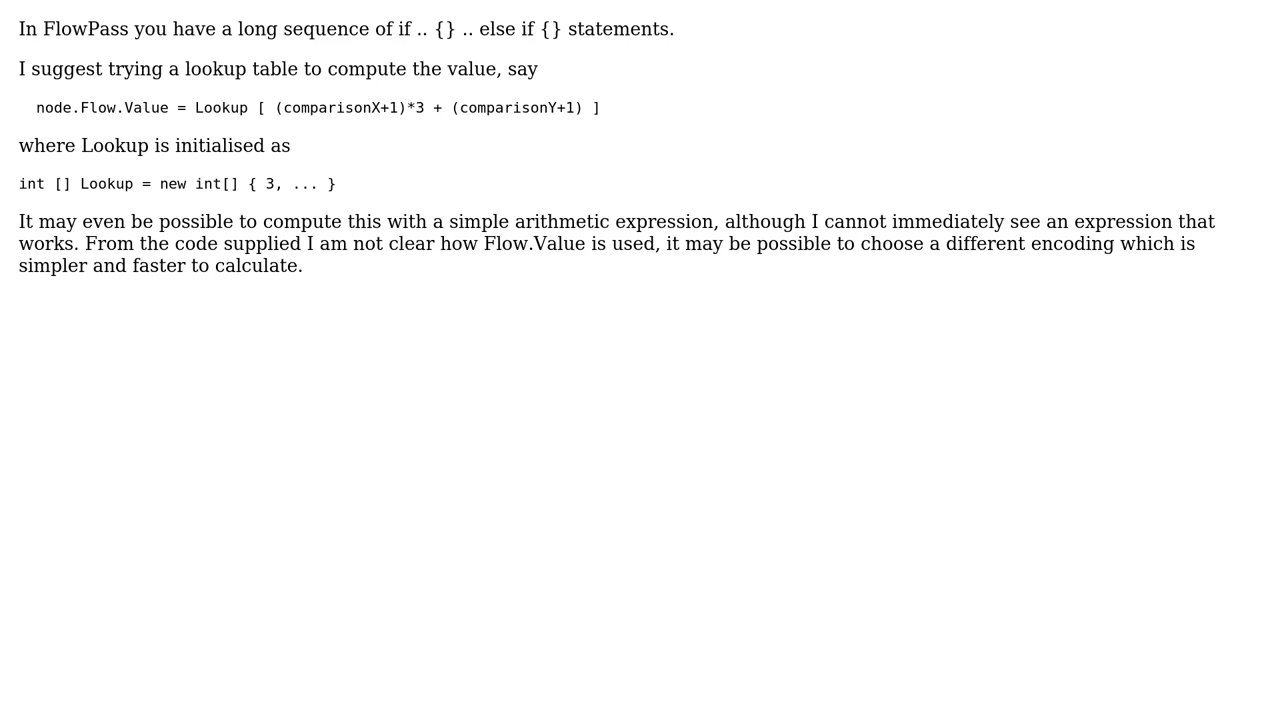 In FlowPass you have a long sequence of if .. {} .. else if {} statements.
I suggest trying a lookup table to compute the value, say
node.Flow.Value = Lookup [ (comparisonX+1)*3 + (comparisonY+1) ]
where Lookup is initialised as
int [] Lookup = new int[] { 3, ... }
It may even be possible to compute this with a simple arithmetic expression, although I cannot immediately see an expression that
works. From the code supplied I am not clear how Flow.Value is used, it may be possible to choose a different encoding which is
simpler and faster to calculate.